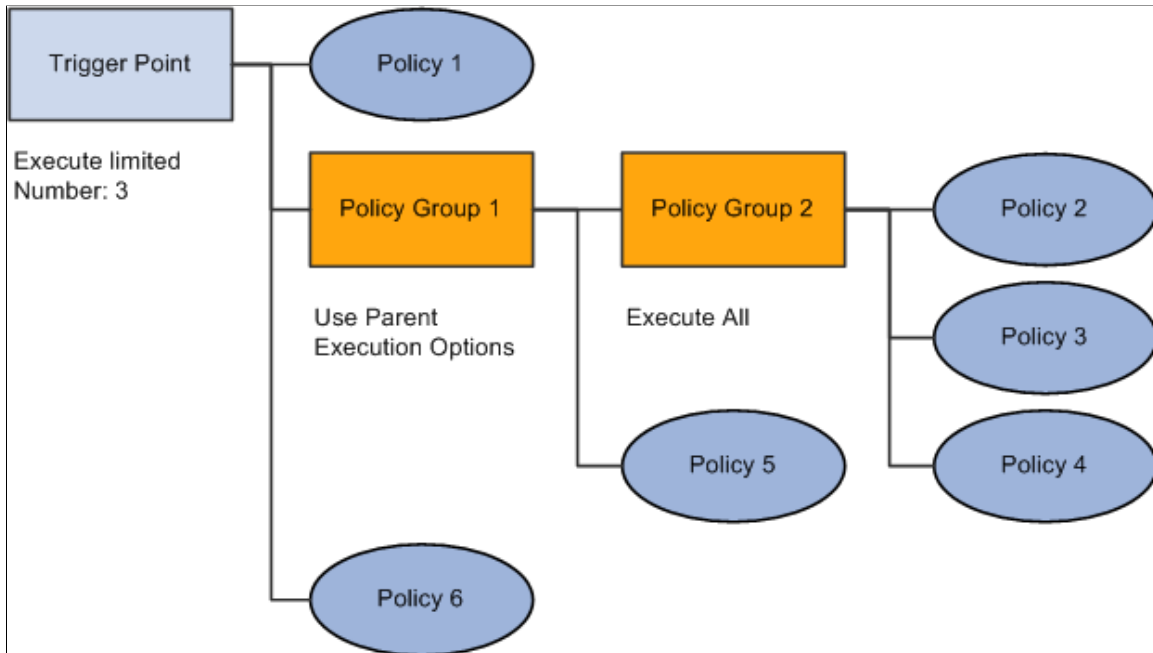 Trigger Point
Policy 1
Execute limited
Number: 3
Policy Group 1
Policy Group 2
Policy 2
Use Parent
Execution Options
Execute All
Policy 3
Policy 5
Policy 4
Policy 6